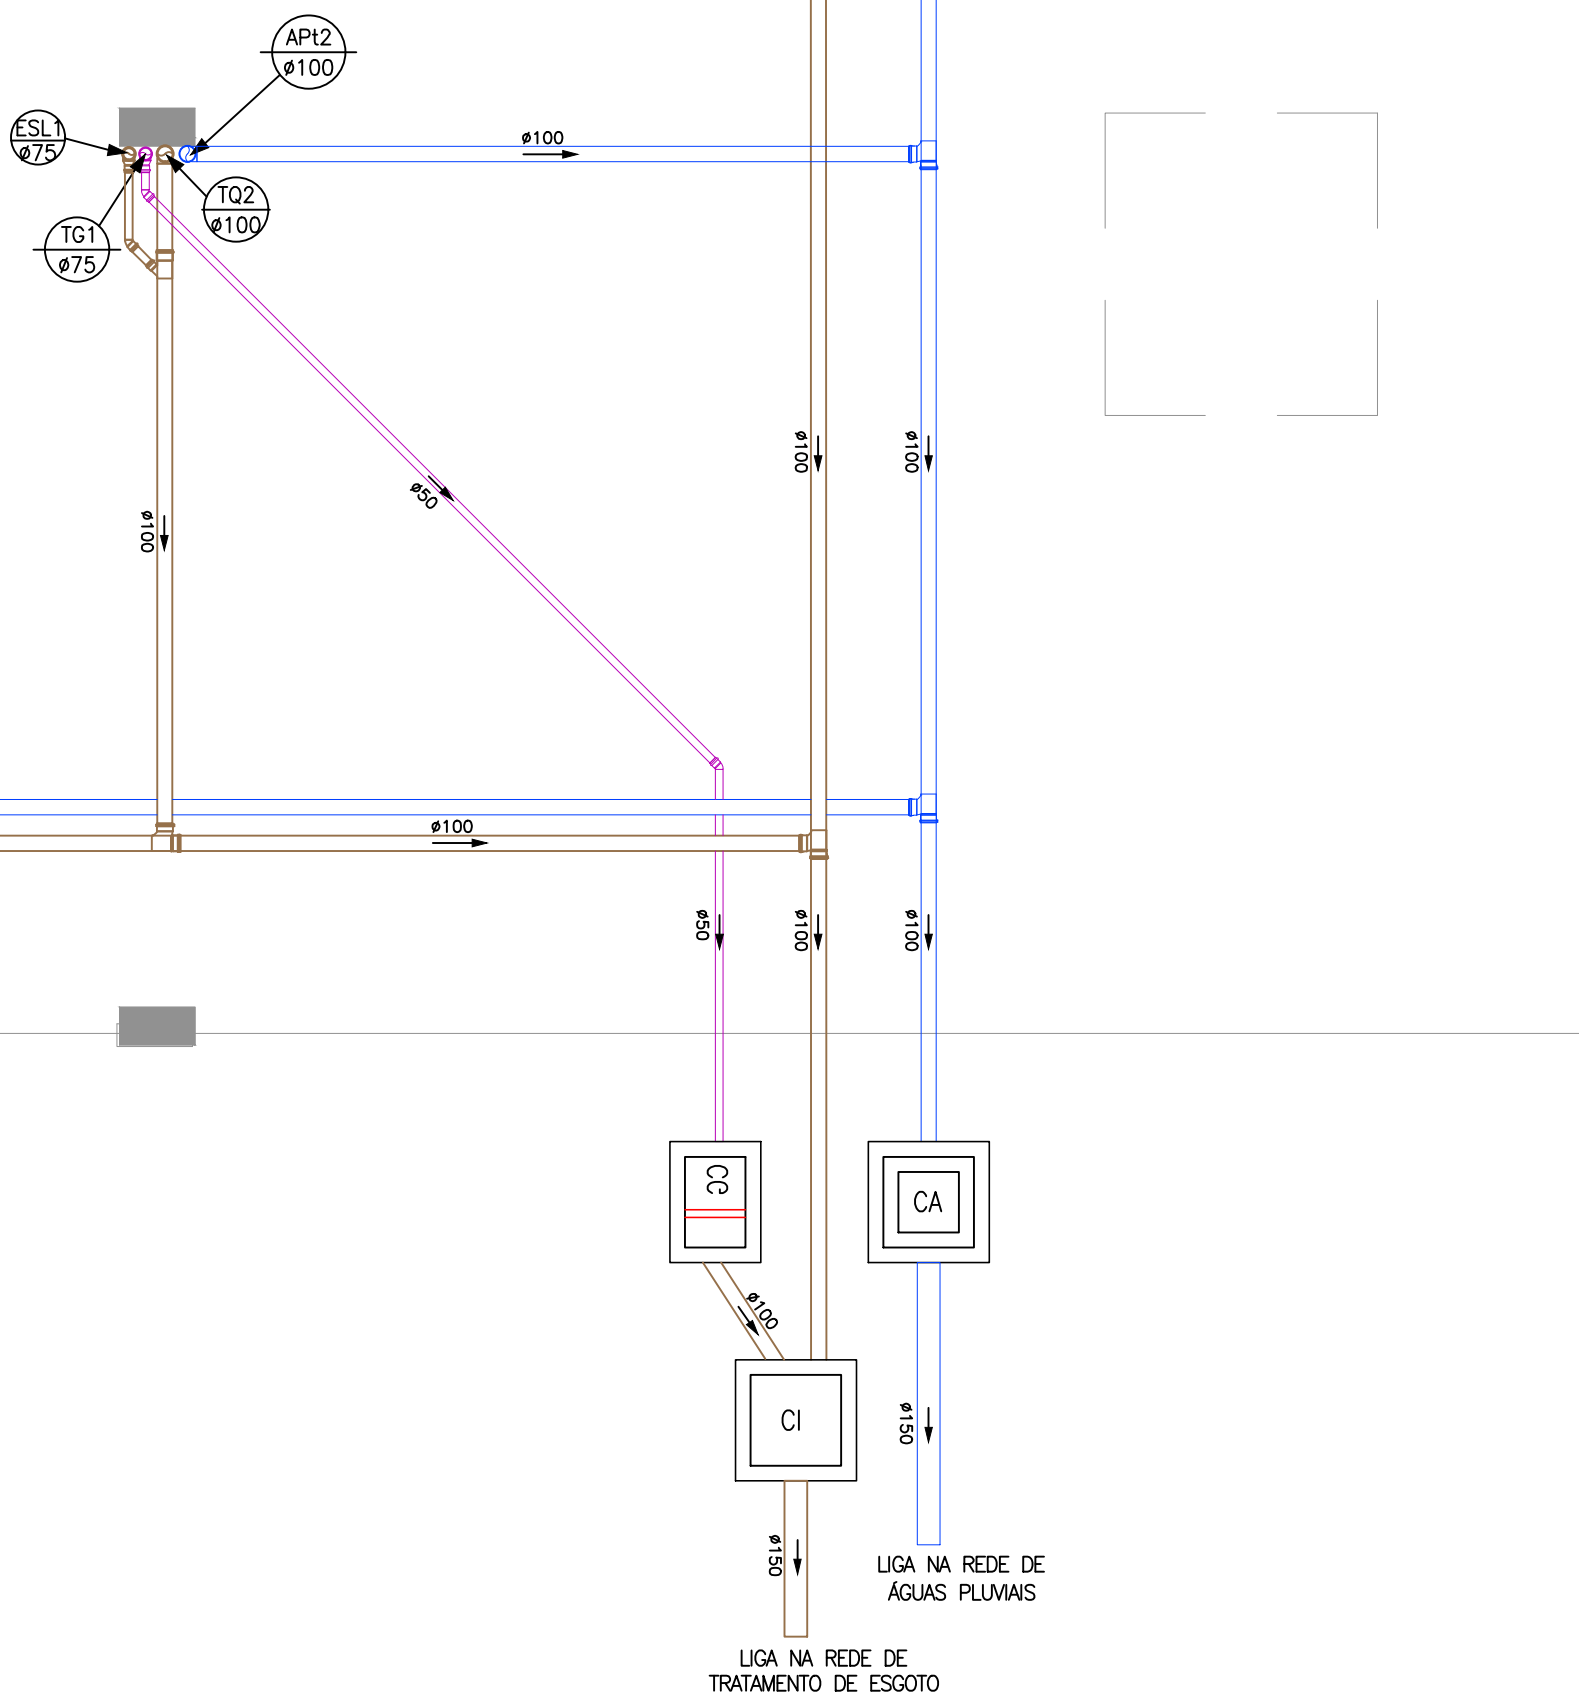 APt2
ø100
ESL1
ø75
ø100
TQ2
ø100
TG1
ø75
ø100
ø100
ø50
ø100
ø100
ø50
ø100
ø100
CG
CA
ø100
CI
ø150
ø150
LIGA NA REDE DE
ÁGUAS PLUVIAIS
LIGA NA REDE DE
TRATAMENTO DE ESGOTO